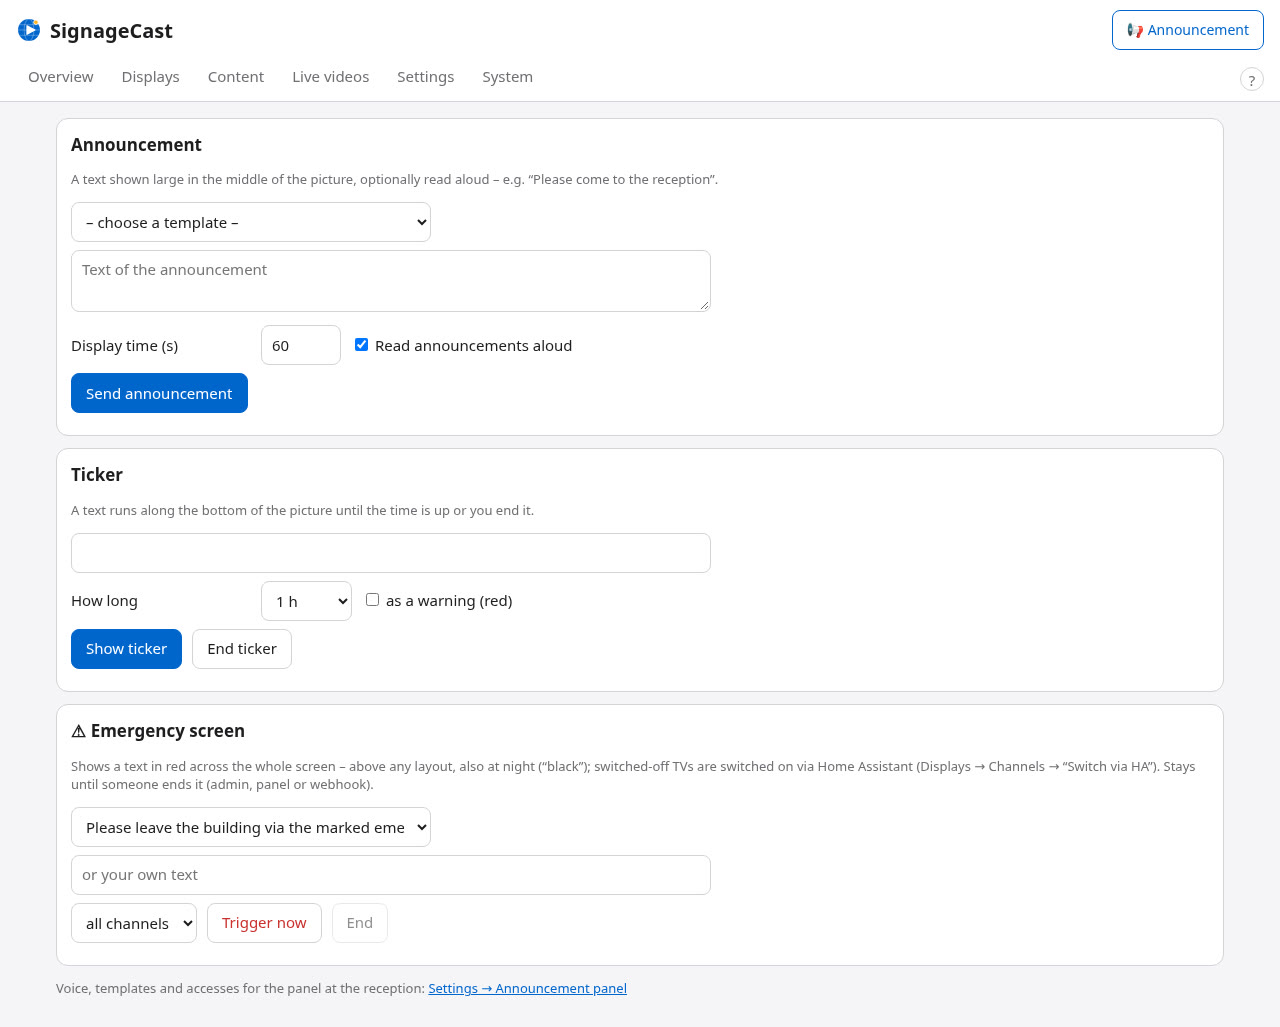 SignageCast
📢 Announcement
Overview Displays Content Live videos Settings System ?
Announcement
A text shown large in the middle of the picture, optionally read aloud – e.g. “Please come to the reception”.
– choose a template –
Text of the announcement
Display time (s) 60 Read announcements aloud
Send announcement
Ticker
A text runs along the bottom of the picture until the time is up or you end it.
How long 1 h as a warning (red)
Show ticker End ticker
⚠ Emergency screen
Shows a text in red across the whole screen – above any layout, also at night (“black”); switched-off TVs are switched on via Home Assistant (Displays → Channels → “Switch via HA”). Stays
until someone ends it (admin, panel or webhook).
Please leave the building via the marked eme
or your own text
all channels Trigger now End
Voice, templates and accesses for the panel at the reception: Settings → Announcement panel